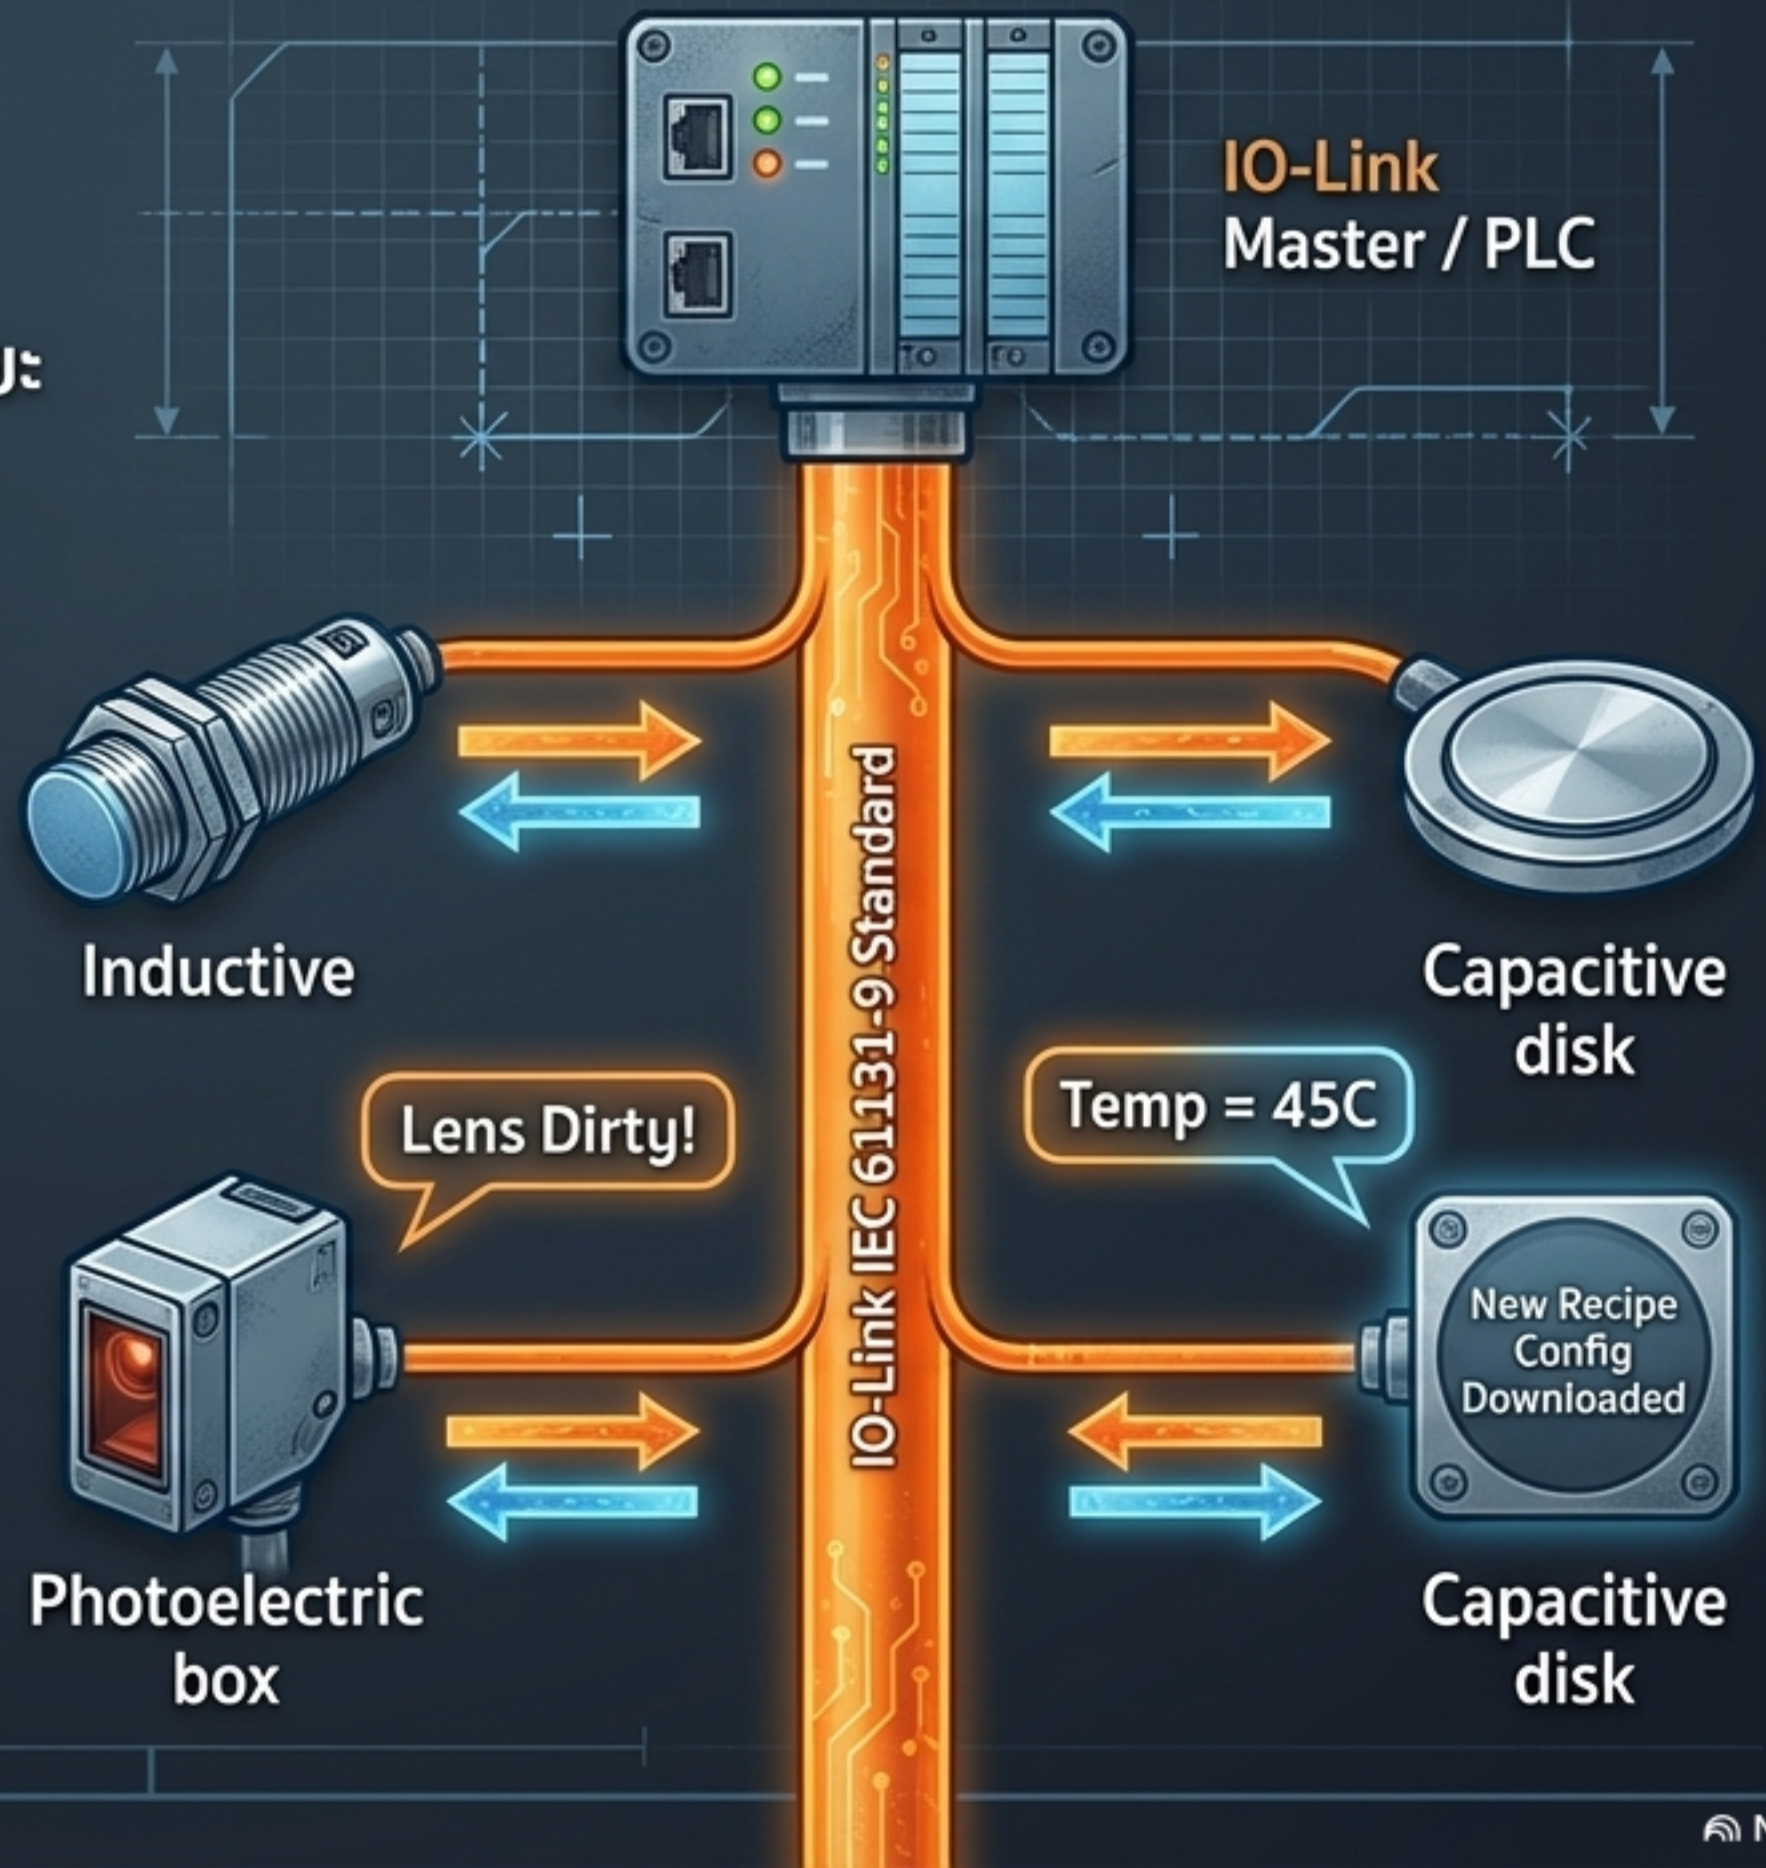 IO-Link
Master / PLC
IO-Link IEC 61131-9 Standard
Inductive
Capacitive
disk
Lens Dirty!
Temp = 45C
New Recipe
Config
Downloaded
Photoelectric
box
Capacitive
disk